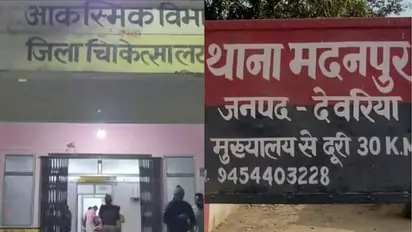 आकस्मिक विभा
जिला चिकित्सालय
थाना मदनपुर
जनपद - देवरिया
मुख्यालय से दूरी 30 K.M
9454403228